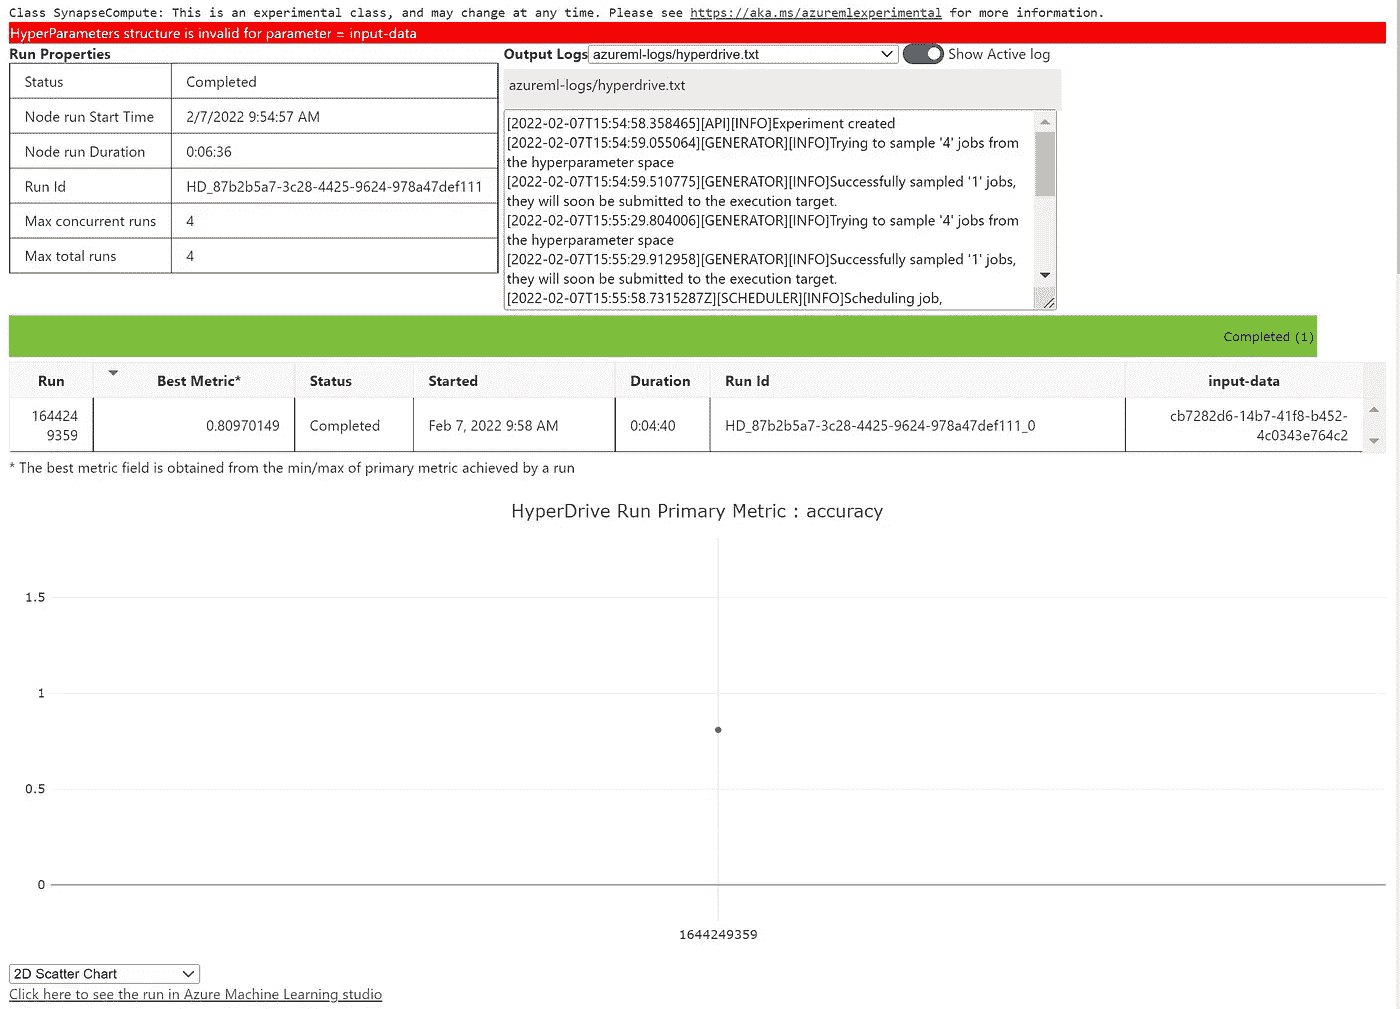 Class SynapseCompute: This is an experimental class, and may change at any time. Please see https://aka.ms/azuremlexperimental for more information.
HyperParameters structure is invalid for parameter = input-data
Run Properties
Status Completed
Node run Start Time 2/7/2022 9:54:57 AM
Node run Duration 0:06:36
Run Id HD_87b2b5a7-3c28-4425-9624-978a47def111
Max concurrent runs 4
Max total runs 4
Output Logs azureml-logs/hyperdrive.txt Show Active log
azureml-logs/hyperdrive.txt
[2022-02-07T15:54:58.358465][API][INFO]Experiment created
[2022-02-07T15:54:59.055064][GENERATOR][INFO]Trying to sample '4' jobs from
the hyperparameter space
[2022-02-07T15:54:59.510775][GENERATOR][INFO]Successfully sampled '1' jobs,
they will soon be submitted to the execution target.
[2022-02-07T15:55:29.804006][GENERATOR][INFO]Trying to sample '4' jobs from
the hyperparameter space
[2022-02-07T15:55:29.912958][GENERATOR][INFO]Successfully sampled '1' jobs,
they will soon be submitted to the execution target.
[2022-02-07T15:55:58.7315287Z][SCHEDULER][INFO]Scheduling job,
Completed (1)
Run Best Metric* Status Started Duration Run Id input-data
164424
9359
0.80970149 Completed Feb 7, 2022 9:58 AM 0:04:40 HD_87b2b5a7-3c28-4425-9624-978a47def111_0
cb7282d6-14b7-41f8-b452-
4c0343e764c2
* The best metric field is obtained from the min/max of primary metric achieved by a run
HyperDrive Run Primary Metric : accuracy
1.5
1
0.5
0
1644249359
2D Scatter Chart
Click here to see the run in Azure Machine Learning studio